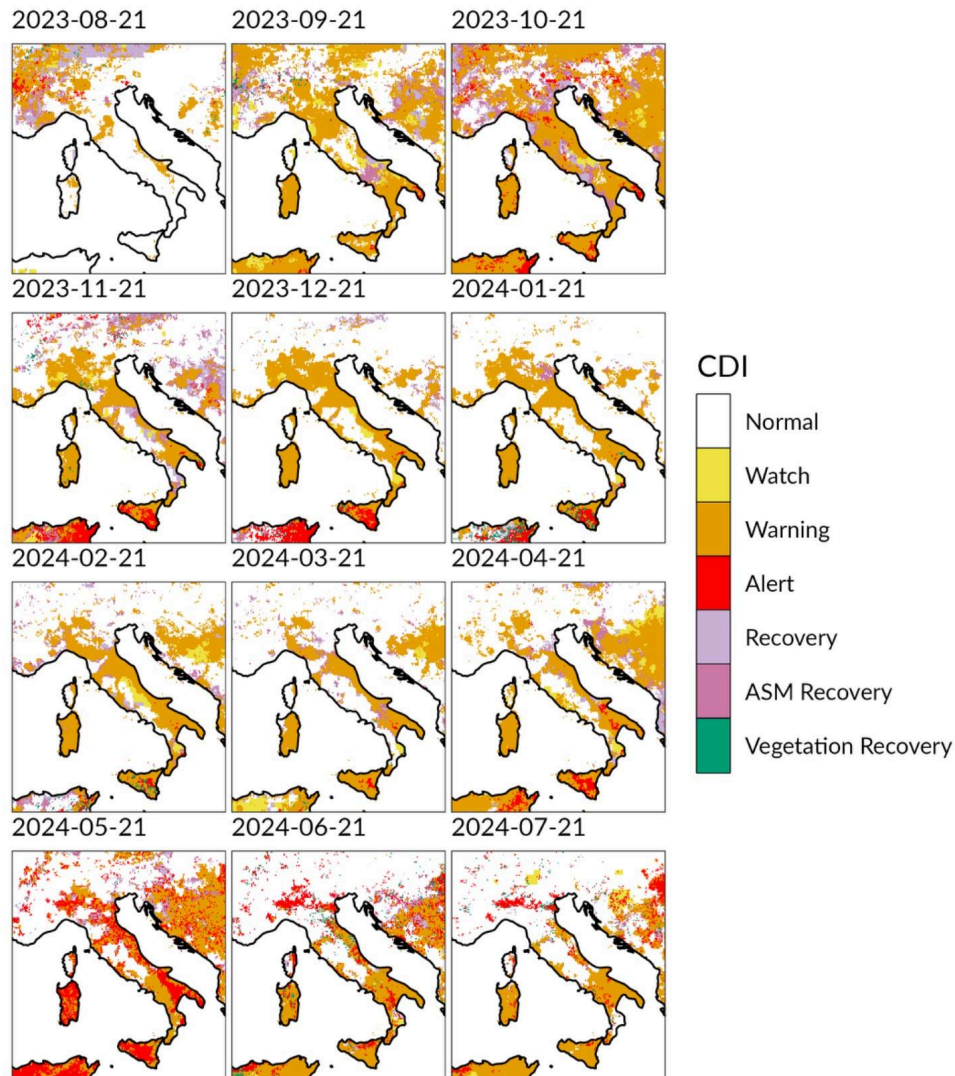 2023-08-21
2023-09-21
2023-10-21
2023-11-21
2023-12-21
2024-01-21
2024-02-21
2024-03-21
2024-04-21
2024-05-21
2024-06-21
2024-07-21
CDI
Normal
Watch
Warning
Alert
Recovery
ASM Recovery
Vegetation Recovery